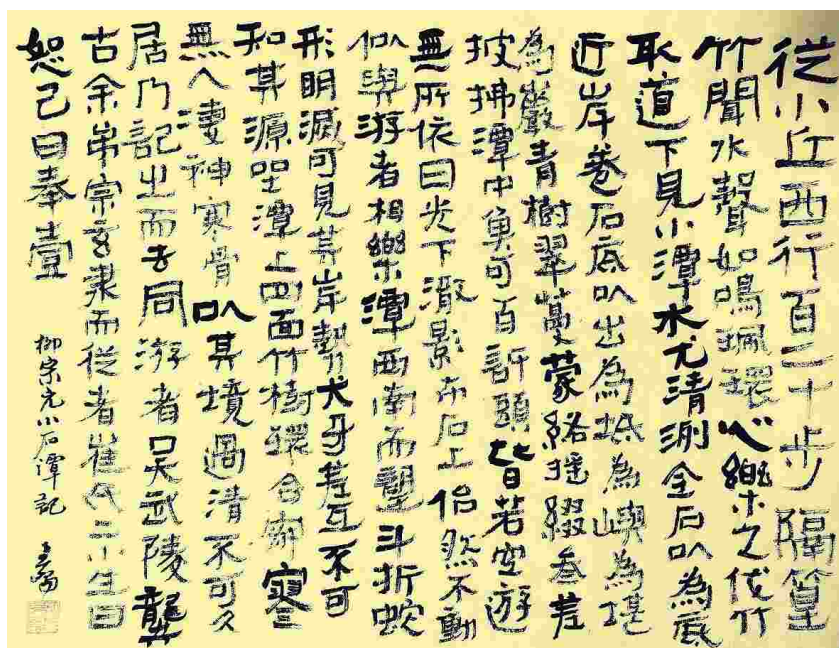 從小丘西行百二十步隔篁
竹聞水聲如鳴珮環心樂之伐竹
取道下見小潭水尤清洌全石以為底
近岸卷石底以出為坻為嶼為堪
為巖青樹翠蔓蒙絡搖綴參差
披拂潭中魚可百許頭皆若空遊
無所依日光下澈影布石上佁然不動
似與游者相樂潭西南而望斗折蛇
形明滅可見其岸勢犬牙差互不可
知其源坐潭上四面竹樹環合寂寥
無人淒神寒骨以其境過清不可久
居乃記之而去同游者吳武陵龔
古余弟宗玄隸而從者崔氏二小生曰
恕己曰奉壹
柳宗元小石潭記